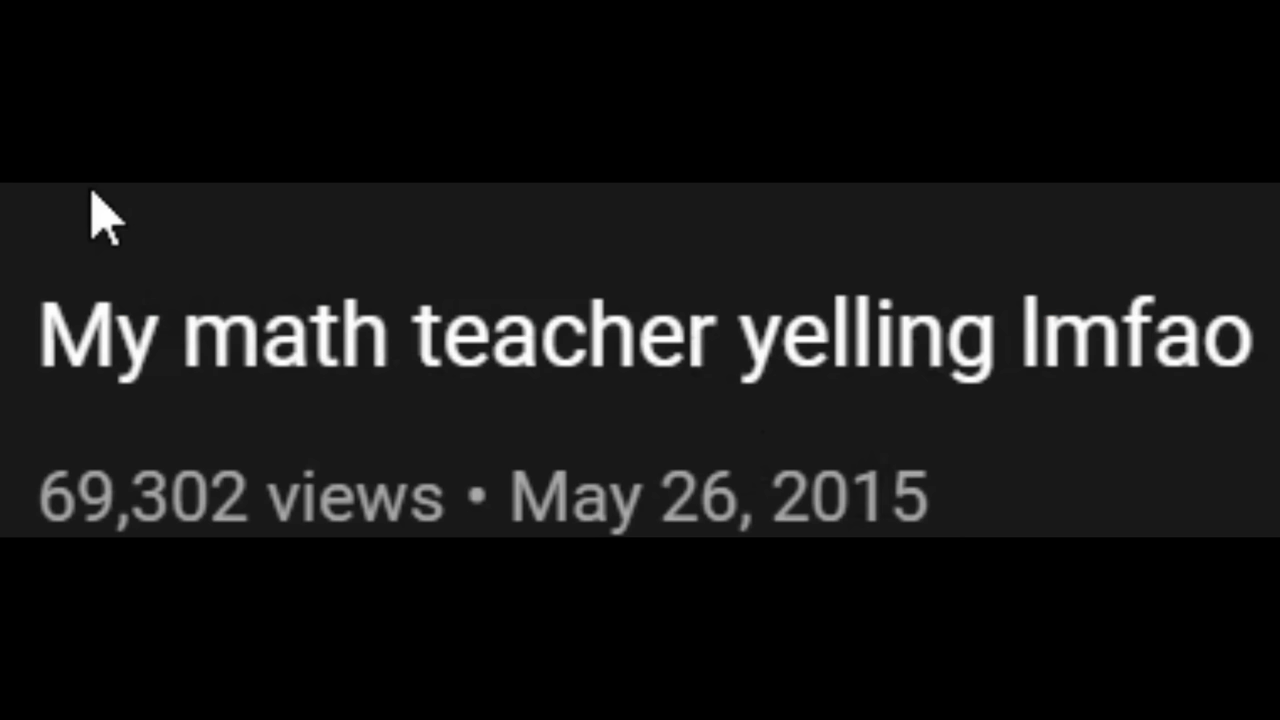 My math teacher yelling lmfao
69,302 views • May 26, 2015